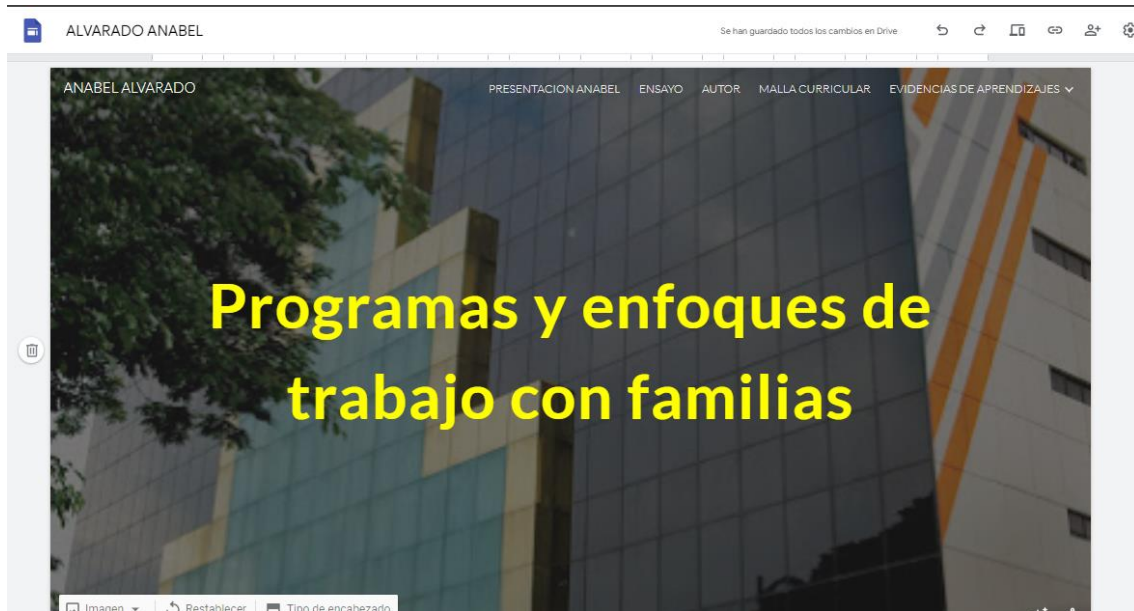 ALVARADO ANABEL
Se han guardado todos los cambios en Drive
ANABEL ALVARADO
PRESENTACION ANABEL ENSAYO AUTOR MALLA CURRICULAR EVIDENCIAS DE APRENDIZAJES
Programas y enfoques de
trabajo con familias
Imagen Restablecer Tipo de encabezado